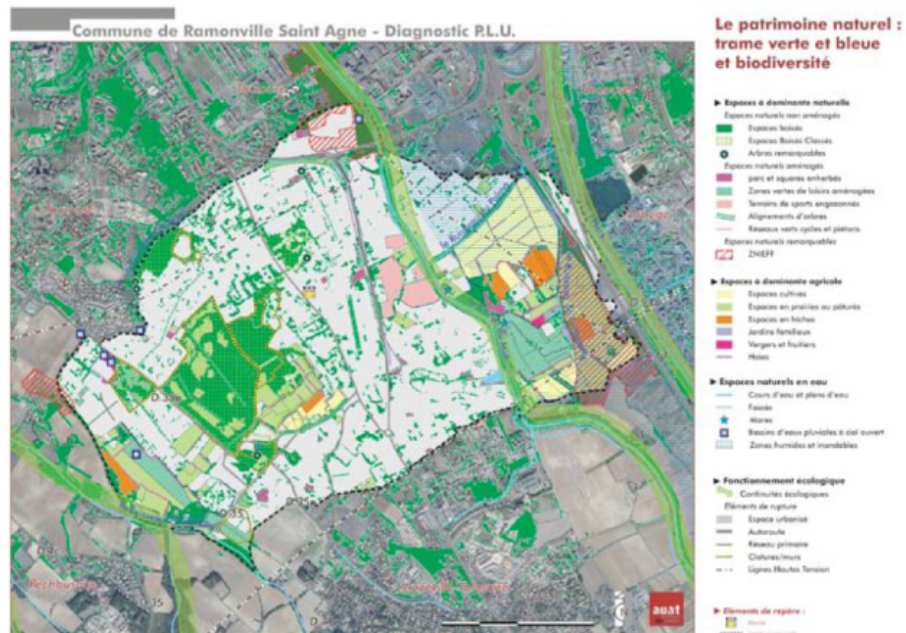 Commune de Ramonville Saint Agne - Diagnostic P.L.U.
Le patrimoine naturel :
trame verte et bleue
et biodiversité
► Espaces à dominante naturelle
Espaces naturels non aménagés
Espaces boisés
Espaces Boisés Classés
Arbres remarquables
Espaces naturels aménagés
parc et squares enherbés
Zones vertes de loisirs aménagées
Terrains de sports engazonnés
Alignements d'arbres
Réseaux verts cycles et piétons
Espaces naturels remarquables
ZNIEFF
► Espaces à dominante agricole
Espaces cultivés
Espaces en prairies ou pâturés
Espaces en friches
Jardins familiaux
Vergers et fruitiers
Haies
► Espaces naturels en eau
Cours d'eau et plans d'eau
Fossés
Mares
Bassins d'eaux pluviales à ciel ouvert
Zones humides et inondables
► Fonctionnement écologique
Continuités écologiques
Eléments de rupture
Espace urbanisé
Autoroute
Réseau primaire
Clotures/murs
Lignes Hautes Tension
► Eléments de repère :
Mairie
D 35
D 35
auat